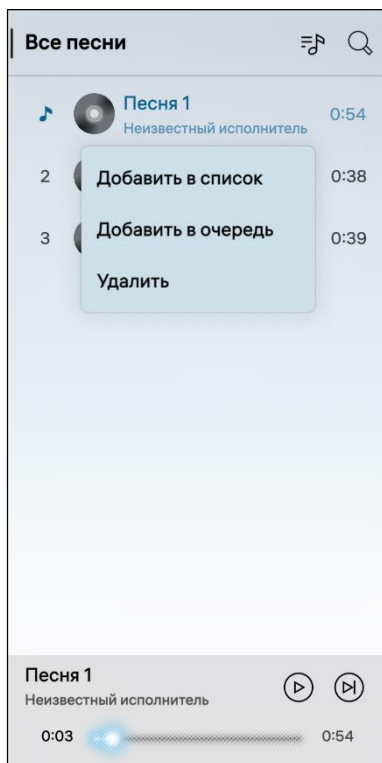 Все песни
Песня 1
Неизвестный исполнитель
0:54
Добавить в список
2
0:38
Добавить в очередь
3
0:39
Удалить
Песня 1
Неизвестный исполнитель
0:03
0:54